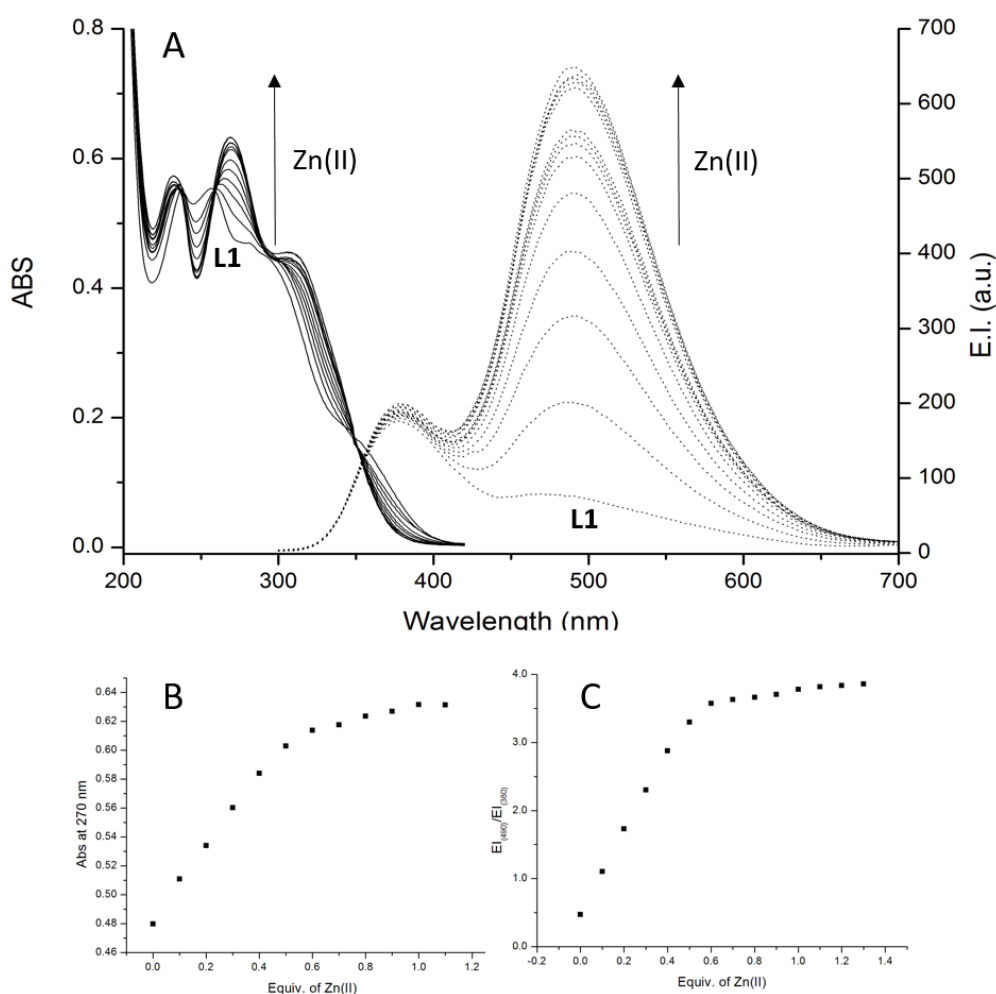 A
Zn(II)
Zn(II)
L1
L1
ABS
0.8
0.6
0.4
0.2
0.0
E.I. (a.u.)
700
600
500
400
300
200
100
0
200 300 400 500 600 700
Wavelength (nm)
B
Abs at 270 nm
0.64
0.62
0.60
0.58
0.56
0.54
0.52
0.50
0.48
0.46
0.0 0.2 0.4 0.6 0.8 1.0 1.2
Equiv. of Zn(II)
C
EI(490)/EI(380)
4.0
3.0
2.0
1.0
0.0
-0.2 0.0 0.2 0.4 0.6 0.8 1.0 1.2 1.4
Equiv. of Zn(II)